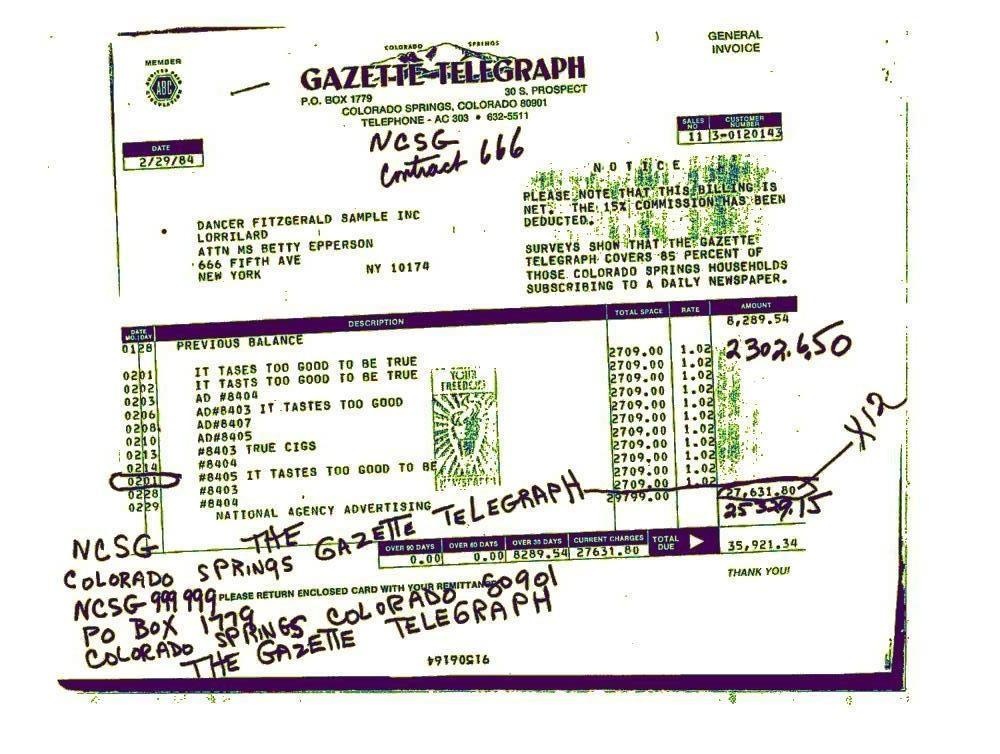 GENERAL
INVOICE
MEMBER
ABC
COLORADO SPRINGS
GAZETTE-TELEGRAPH
P.O. BOX 1779 30 S. PROSPECT
COLORADO SPRINGS, COLORADO 80901
TELEPHONE - AC 303 • 632-5511
NCSG
Contract 666
SALES NO CUSTOMER NUMBER
11 3-0120143
DATE
2/29/84
NOTICE
PLEASE NOTE THAT THIS BILLING IS
NET. THE 15% COMMISSION HAS BEEN
DEDUCTED.
DANCER FITZGERALD SAMPLE INC
LORRILARD
ATTN MS BETTY EPPERSON
666 FIFTH AVE
NEW YORK NY 10174
SURVEYS SHOW THAT THE GAZETTE
TELEGRAPH COVERS 85 PERCENT OF
THOSE COLORADO SPRINGS HOUSEHOLDS
SUBSCRIBING TO A DAILY NEWSPAPER.
DATE MO. DAY DESCRIPTION TOTAL SPACE RATE AMOUNT
0128 PREVIOUS BALANCE 8,289.54
2302.650
0201 IT TASES TOO GOOD TO BE TRUE 2709.00 1.02
0202 IT TASTS TOO GOOD TO BE TRUE 2709.00 1.02
0203 AD #8404 2709.00 1.02
0206 AD#8403 IT TASTES TOO GOOD 2709.00 1.02
0208 AD#8407 2709.00 1.02
0210 AD#8405 2709.00 1.02
0213 #8403 TRUE CIGS 2709.00 1.02
0214 #8404 2709.00 1.02
0201 #8405 IT TASTES TOO GOOD TO BE 2709.00 1.02
0228 #8403 2709.00 1.02
0229 #8404 2709.00 1.02
NATIONAL AGENCY ADVERTISING 29799.00 27,631.80
YOUR
FREEDOM
NEWSPAPER
X12
25329.15
THE GAZETTE TELEGRAPH
OVER 90 DAYS OVER 60 DAYS OVER 30 DAYS CURRENT CHARGES TOTAL DUE
0.00 0.00 8289.54 27631.80 35,921.34
THANK YOU!
PLEASE RETURN ENCLOSED CARD WITH YOUR REMITTANCE
NCSG
COLORADO SPRINGS
NCSG 999 999
PO BOX 1779
COLORADO SPRINGS COLORADO 80901
THE GAZETTE TELEGRAPH
91506164